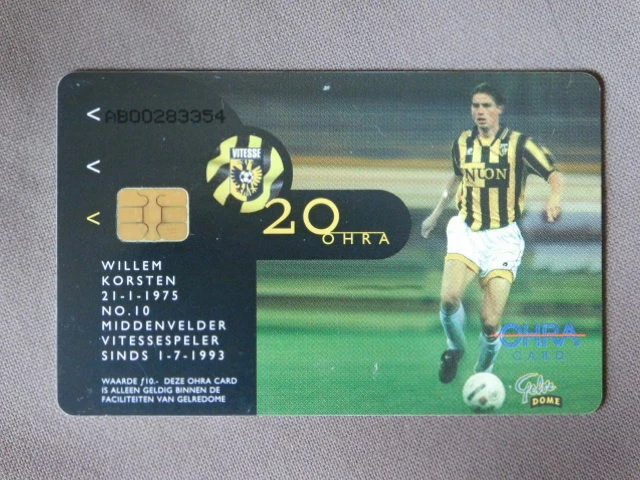 < AB00283354
<
<
VITESSE
20
OHRA
WILLEM
KORSTEN
21-1-1975
NO.10
MIDDENVELDER
VITESSESPELER
SINDS 1-7-1993
WAARDE ƒ10.- DEZE OHRA CARD
IS ALLEEN GELDIG BINNEN DE
FACILITEITEN VAN GELREDOME
NUON
OHRA
CARD
Gelre
DOME